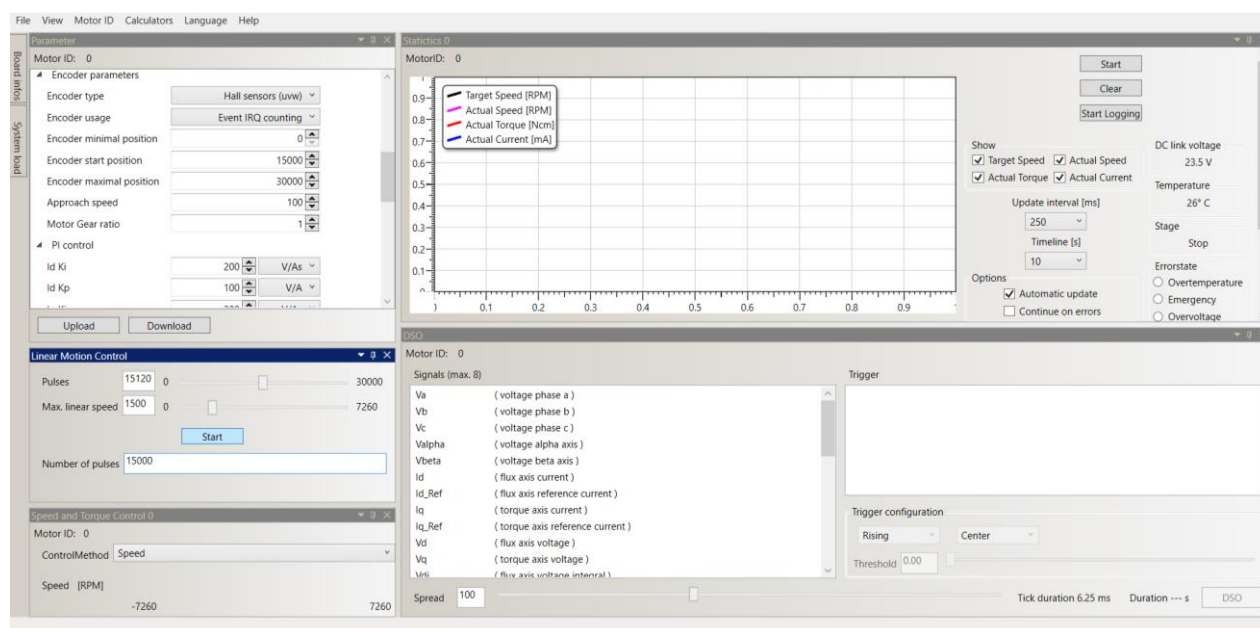 File View Motor ID Calculators Language Help
Board infos
System load
Parameter
Motor ID: 0
Encoder parameters
Encoder type Hall sensors (uvw)
Encoder usage Event IRQ counting
Encoder minimal position 0
Encoder start position 15000
Encoder maximal position 30000
Approach speed 100
Motor Gear ratio 1
PI control
Id Ki 200 V/As
Id Kp 100 V/A
Upload Download
Linear Motion Control
Pulses 15120 0 30000
Max. linear speed 1500 0 7260
Start
Number of pulses 15000
Speed and Torque Control 0
Motor ID: 0
ControlMethod Speed
Speed [RPM]
-7260 7260
Statictics 0
MotorID: 0
Target Speed [RPM]
Actual Speed [RPM]
Actual Torque [Ncm]
Actual Current [mA]
0.9
0.8
0.7
0.6
0.5
0.4
0.3
0.2
0.1
0.1 0.2 0.3 0.4 0.5 0.6 0.7 0.8 0.9
Start
Clear
Start Logging
Show
Target Speed Actual Speed
Actual Torque Actual Current
Update interval [ms]
250
Timeline [s]
10
Options
Automatic update
Continue on errors
DC link voltage
23.5 V
Temperature
26° C
Stage
Stop
Errorstate
Overtemperature
Emergency
Overvoltage
DSO
Motor ID: 0
Signals (max. 8)
Va ( voltage phase a )
Vb ( voltage phase b )
Vc ( voltage phase c )
Valpha ( voltage alpha axis )
Vbeta ( voltage beta axis )
Id ( flux axis current )
Id_Ref ( flux axis reference current )
Iq ( torque axis current )
Iq_Ref ( torque axis reference current )
Vd ( flux axis voltage )
Vq ( torque axis voltage )
Vdi ( flux axis voltage integral )
Trigger
Trigger configuration
Rising Center
Threshold 0.00
Spread 100 Tick duration 6.25 ms Duration --- s DSO